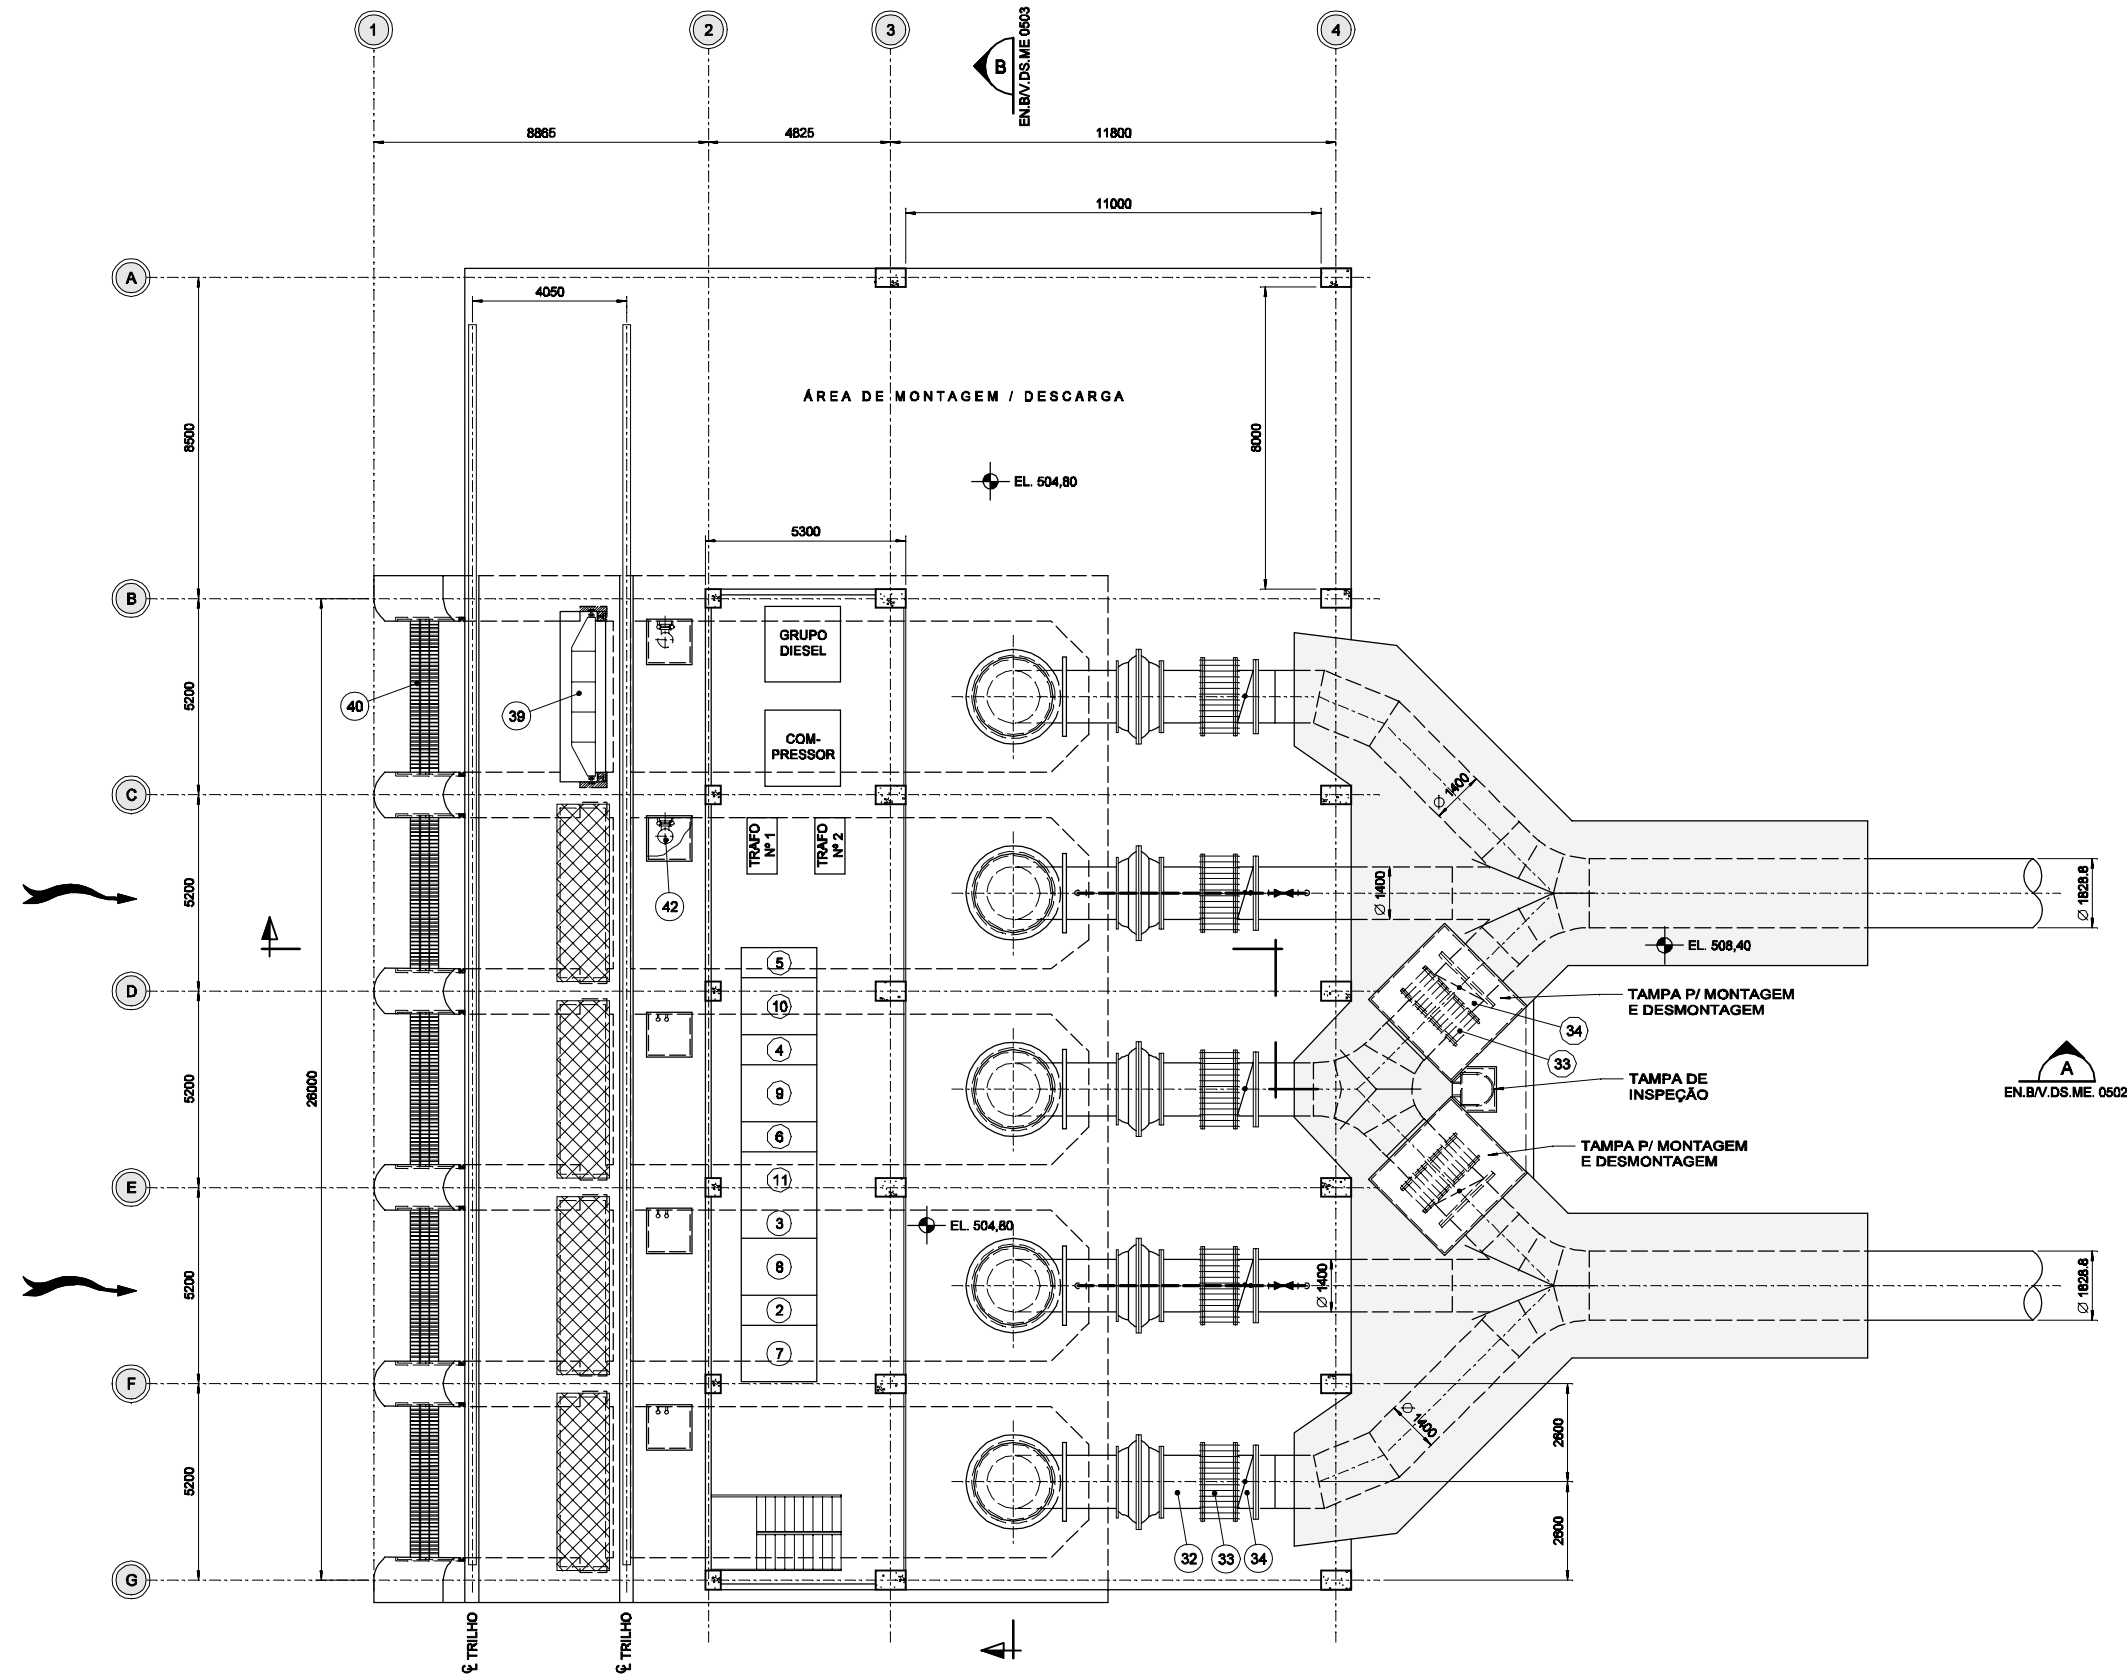 1
2
3
4
B
EN.B/V.DS.ME 0503
8865
4825
11800
11000
A
4050
ÁREA DE MONTAGEM / DESCARGA
8500
8000
EL. 504,80
5300
B
GRUPO
DIESEL
5200
40
39
COM-
PRESSOR
Ø 1400
C
TRAFO
Nº 1
TRAFO
Nº 2
5200
42
Ø 1400
Ø 1828.8
EL. 508,40
5
D
10
TAMPA P/ MONTAGEM
E DESMONTAGEM
34
4
33
5200
26000
9
TAMPA DE
INSPEÇÃO
A
EN.B/V.DS.ME. 0502
6
TAMPA P/ MONTAGEM
E DESMONTAGEM
E
11
3
EL. 504,80
5200
8
Ø 1400
Ø 1828.8
2
7
F
Ø 1400
2600
5200
2600
32
33
34
G
℄ TRILHO
℄ TRILHO